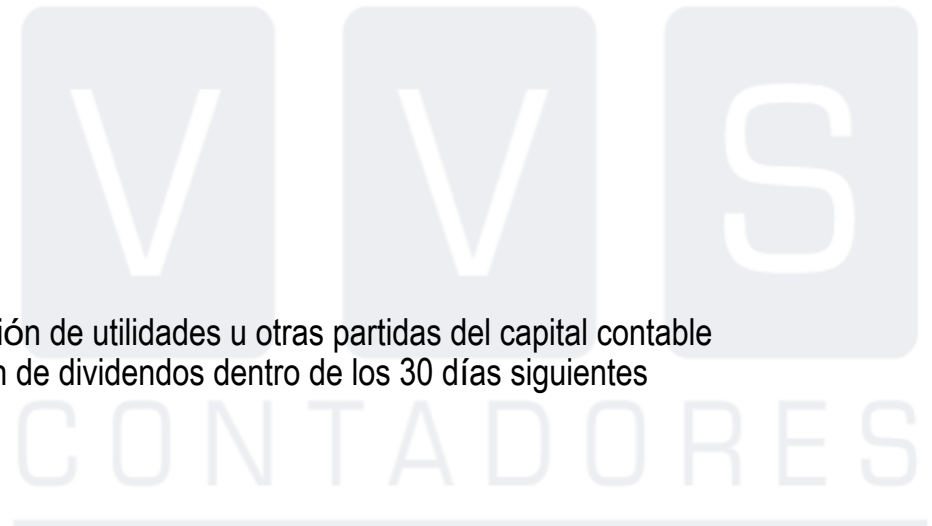 V V S
ión de utilidades u otras partidas del capital contable
n de dividendos dentro de los 30 días siguientes
CONTADORES